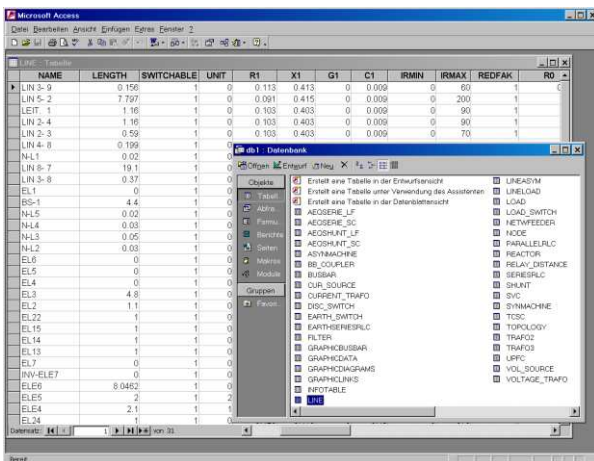 Microsoft Access
Datei Bearbeiten Ansicht Einfügen Extras Fenster ?
LINE : Tabelle
NAME LENGTH SWITCHABLE UNIT R1 X1 G1 C1 IRMIN IRMAX REDFAK R0
LIN 3- 9 0.156 1 0 0.113 0.413 0 0.009 0 60 1 0
LIN 5- 2 7.797 1 0 0.091 0.415 0 0.009 0 200 1
LEIT 1 1.16 1 0 0.103 0.403 0 0.009 0 90 1
LIN 2- 4 1.16 1 0 0.103 0.403 0 0.009 0 90 1
LIN 2- 3 0.59 1 0 0.103 0.403 0 0.009 0 70 1
LIN 4- 8 0.199 1
N-L1 0.02 1 0
LIN 8- 7 19.1 1 0
LIN 3- 8 0.37 1 0
EL1 0 1 0
BS-1 4.4 1 0
N-L5 0.02 1 0
N-L4 0.03 1 0
N-L3 0.05 1 0
N-L2 0.03 1 0
EL6 0 1 0
EL5 0 1 0
EL4 0 1 0
EL3 4.8 1 0
EL2 1.1 1 0
EL22 1 1 0
EL15 1 1 0
EL14 1 1 0
EL13 1 1 0
EL7 0 1 0
INV-ELE7 0 1 0
ELE6 8.0462 1 0
ELE5 2 1 2
ELE4 2.1 1 1
EL24 1 1
Datensatz: 1 von 31
db1 : Datenbank
Öffnen Entwurf Neu
Objekte
Tabell
Abfra
Formu
Berichte
Seiten
Makros
Module
Gruppen
Favor
Erstellt eine Tabelle in der Entwurfsansicht
Erstellt eine Tabelle unter Verwendung des Assistenten
Erstellt eine Tabelle in der Datenblattansicht
AEQSERIE_LF
AEQSERIE_SC
AEQSHUNT_LF
AEQSHUNT_SC
ASYNMACHINE
BB_COUPLER
BUSBAR
CUR_SOURCE
CURRENT_TRAFO
DISC_SWITCH
EARTH_SWITCH
EARTHSERIESRLC
FILTER
GRAPHICBUSBAR
GRAPHICDATA
GRAPHICDIAGRAMS
GRAPHICLINKS
INFOTABLE
LINE
LINEASYM
LINELOAD
LOAD
LOAD_SWITCH
NETWFEEDER
NODE
PARALLELRLC
REACTOR
RELAY_DISTANCE
SERIESRLC
SHUNT
SVC
SYNMACHINE
TCSC
TOPOLOGY
TRAFO2
TRAFO3
UPFC
VOL_SOURCE
VOLTAGE_TRAFO
Bereit